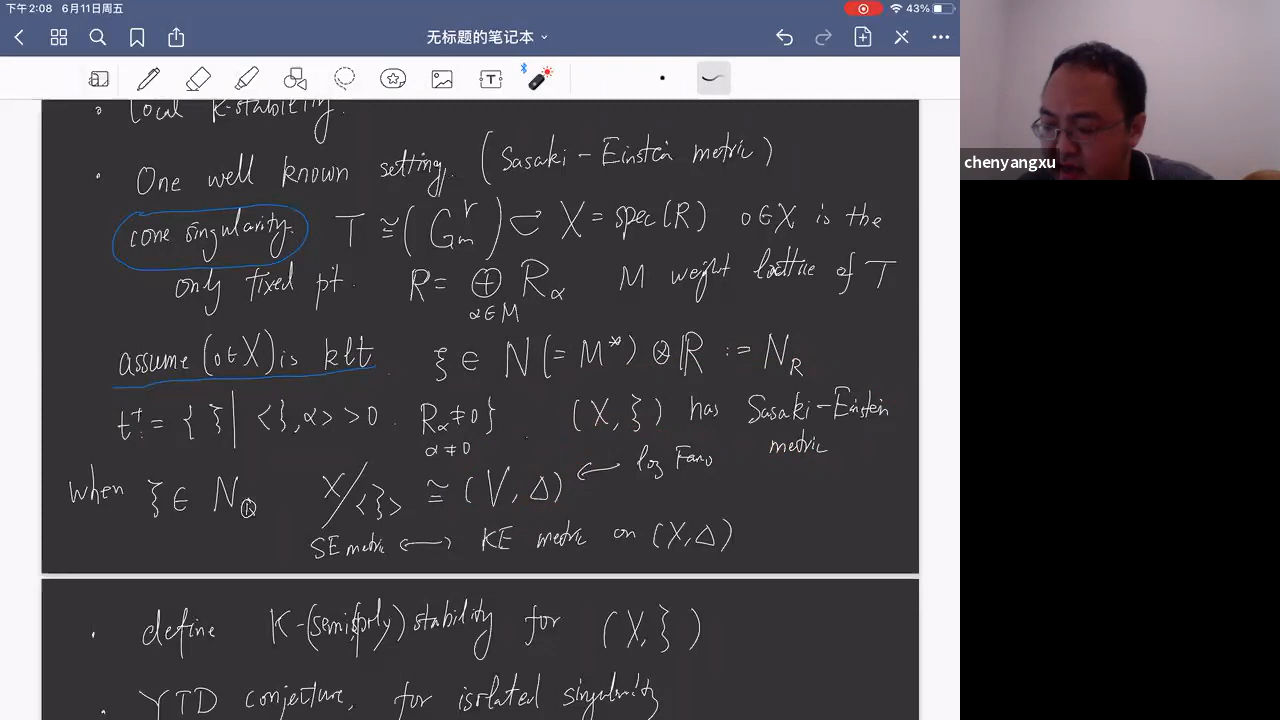 下午2:08 6月11日周五
43%
无标题的笔记本
T
chenyangxu
• Local K-stability.
• One well known setting. (Sasaki-Einstein metric)
cone singularity. T ≅ (G_m^r) ⊂ X = spec(R) o∈X is the
only fixed pt. R = ⊕_{α∈M} R_α M weight lattice of T
assume (o∈X) is klt. ξ ∈ N(=M*) ⊗ R := N_R
t^+ := { ξ | <ξ,α> >0 . R_α≠0 } α≠0 . (X,ξ) has Sasaki-Einstein
metric
when ξ ∈ N_Q X/<ξ> ≅ (V,Δ) ← log Fano
SE metric ↔ KE metric on (X,Δ)
• define K-(semi,poly)stability for (X,ξ)
• YTD conjecture, for isolated singularity